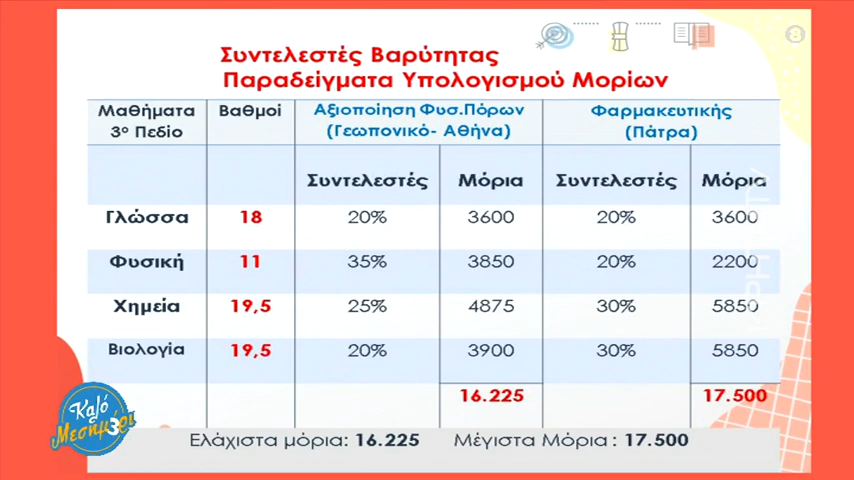 Συντελεστές Βαρύτητας
Παραδείγματα Υπολογισμού Μορίων
Μαθήματα 3ο Πεδίο Βαθμοί Αξιοποίηση Φυσ.Πόρων (Γεωπονικό- Αθήνα) Φαρμακευτικής (Πάτρα)
Συντελεστές Μόρια Συντελεστές Μόρια
Γλώσσα 18 20% 3600 20% 3600
Φυσική 11 35% 3850 20% 2200
Χημεία 19,5 25% 4875 30% 5850
Βιολογία 19,5 20% 3900 30% 5850
16.225 17.500
Ελάχιστα μόρια: 16.225 Μέγιστα Μόρια : 17.500
Καλό
Μεσημ3ρι